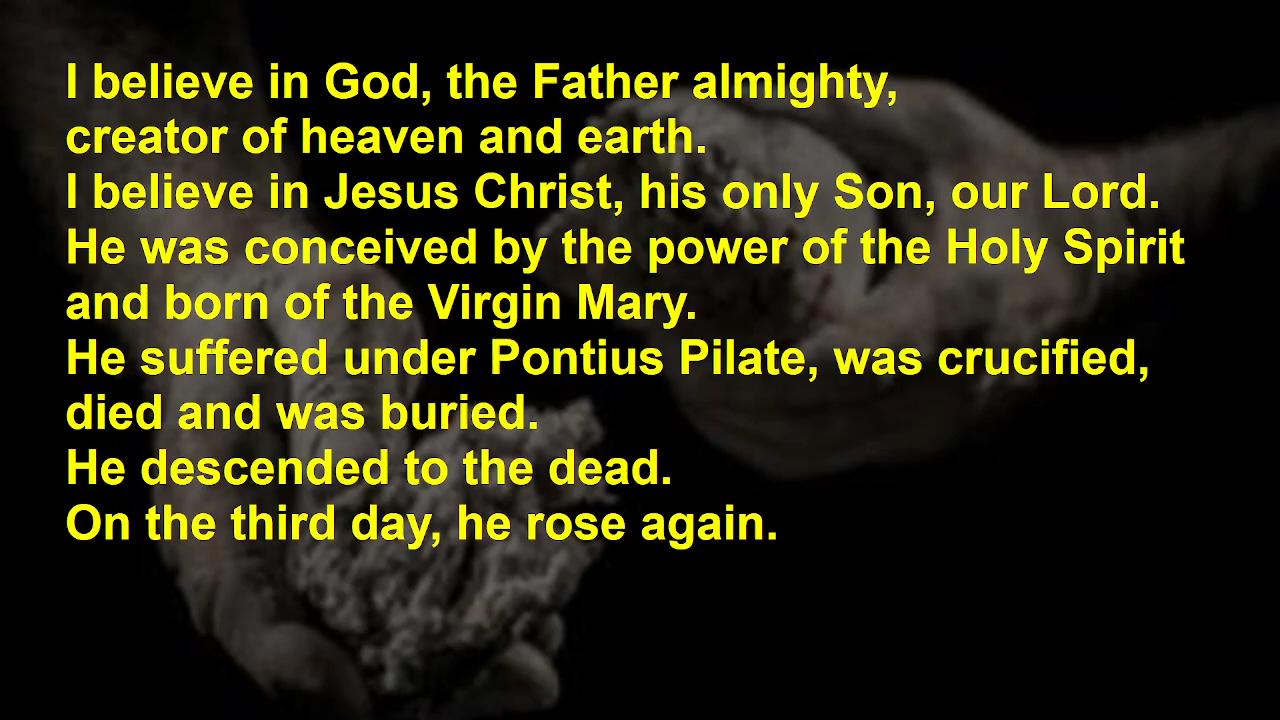 I believe in God, the Father almighty,
creator of heaven and earth.
I believe in Jesus Christ, his only Son, our Lord.
He was conceived by the power of the Holy Spirit
and born of the Virgin Mary.
He suffered under Pontius Pilate, was crucified,
died and was buried.
He descended to the dead.
On the third day, he rose again.